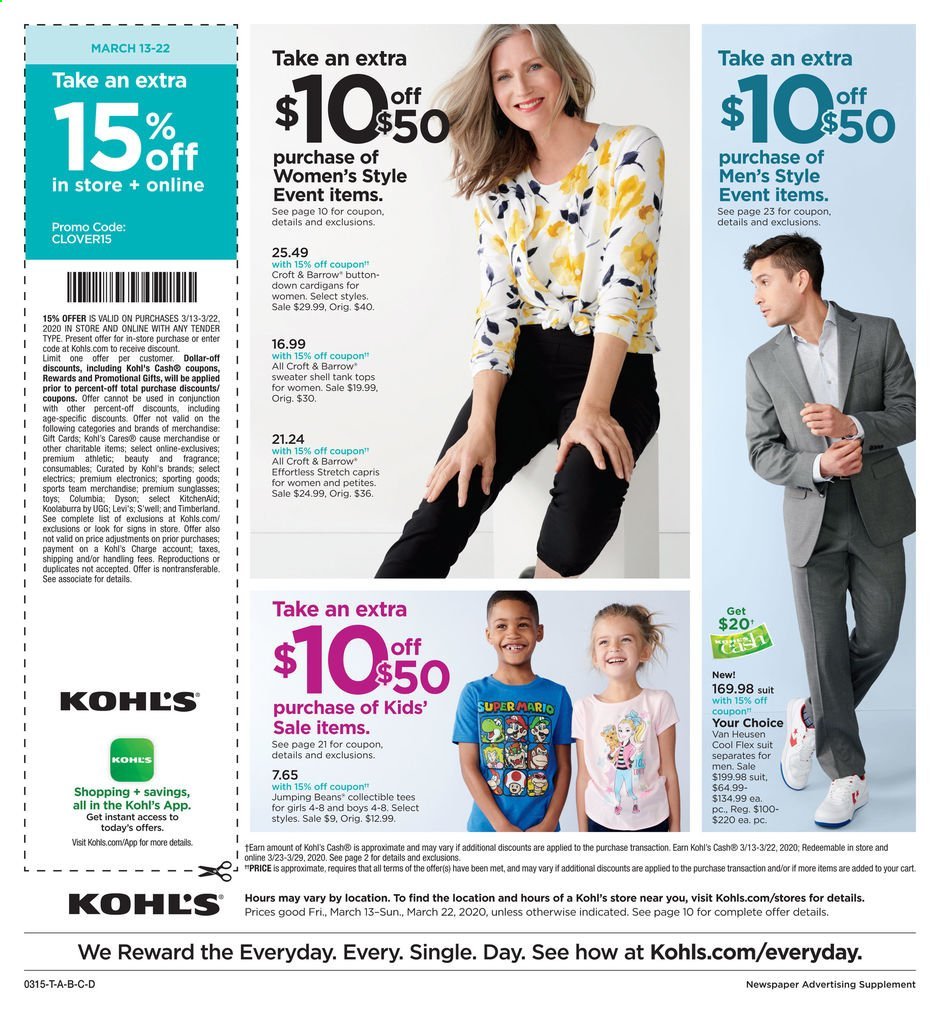 MARCH 13-22
Take an extra
15% off
in store + online
Promo Code:
CLOVER15
15% OFFER IS VALID ON PURCHASES 3/13-3/22,
2020 IN STORE AND ONLINE WITH ANY TENDER
TYPE. Present offer for in-store purchase or enter
code at Kohls.com to receive discount.
Limit one offer per customer. Dollar-off
discounts, including Kohl's Cash® coupons,
Rewards and Promotional Gifts, will be applied
prior to percent-off total purchase discounts/
coupons. Offer cannot be used in conjunction
with other percent-off discounts, including
age-specific discounts. Offer not valid on the
following categories and brands of merchandise:
Gift Cards; Kohl's Cares® cause merchandise or
other charitable items; select online-exclusives;
premium athletic; beauty and fragrance;
consumables; Curated by Kohl's brands; select
electrics; premium electronics; sporting goods;
sports team merchandise; premium sunglasses;
toys; Columbia; Dyson; select KitchenAid;
Koolaburra by UGG; Levi's; S'well; and Timberland.
See complete list of exclusions at Kohls.com/
exclusions or look for signs in store. Offer also
not valid on price adjustments on prior purchases;
payment on a Kohl's Charge account; taxes,
shipping and/or handling fees. Reproductions or
duplicates not accepted. Offer is nontransferable.
See associate for details.
KOHL'S®
KOHL'S
Shopping + savings,
all in the Kohl's App.
Get instant access to
today's offers.
Visit Kohls.com/App for more details.
Take an extra
$10 off $50
purchase of
Women's Style
Event items.
See page 10 for coupon,
details and exclusions.
25.49
with 15% off coupon††
Croft & Barrow® button-
down cardigans for
women. Select styles.
Sale $29.99, Orig. $40.
16.99
with 15% off coupon††
All Croft & Barrow®
sweater shell tank tops
for women. Sale $19.99,
Orig. $30.
21.24
with 15% off coupon††
All Croft & Barrow®
Effortless Stretch capris
for women and petites.
Sale $24.99, Orig. $36.
Take an extra
$10 off $50
purchase of Kids'
Sale items.
See page 21 for coupon,
details and exclusions.
7.65
with 15% off coupon††
Jumping Beans® collectible tees
for girls 4-8 and boys 4-8. Select
styles. Sale $9, Orig. $12.99.
SUPER MARIO
Take an extra
$10 off $50
purchase of
Men's Style
Event items.
See page 23 for coupon,
details and exclusions.
Get
$20†
KOHL'S
cash
New!
169.98 suit
with 15% off
coupon††
Your Choice
Van Heusen
Cool Flex suit
separates for
men. Sale
$199.98 suit,
$64.99-
$134.99 ea.
pc., Reg. $100-
$220 ea. pc.
†Earn amount of Kohl's Cash® is approximate and may vary if additional discounts are applied to the purchase transaction. Earn Kohl's Cash® 3/13-3/22, 2020; Redeemable in store and
online 3/23-3/29, 2020. See page 2 for details and exclusions.
††PRICE is approximate, requires that all terms of the offer(s) have been met, and may vary if additional discounts are applied to the purchase transaction and/or if more items are added to your cart.
KOHL'S®
Hours may vary by location. To find the location and hours of a Kohl's store near you, visit Kohls.com/stores for details.
Prices good Fri., March 13–Sun., March 22, 2020, unless otherwise indicated. See page 10 for complete offer details.
We Reward the Everyday. Every. Single. Day. See how at Kohls.com/everyday.
0315-T-A-B-C-D
Newspaper Advertising Supplement